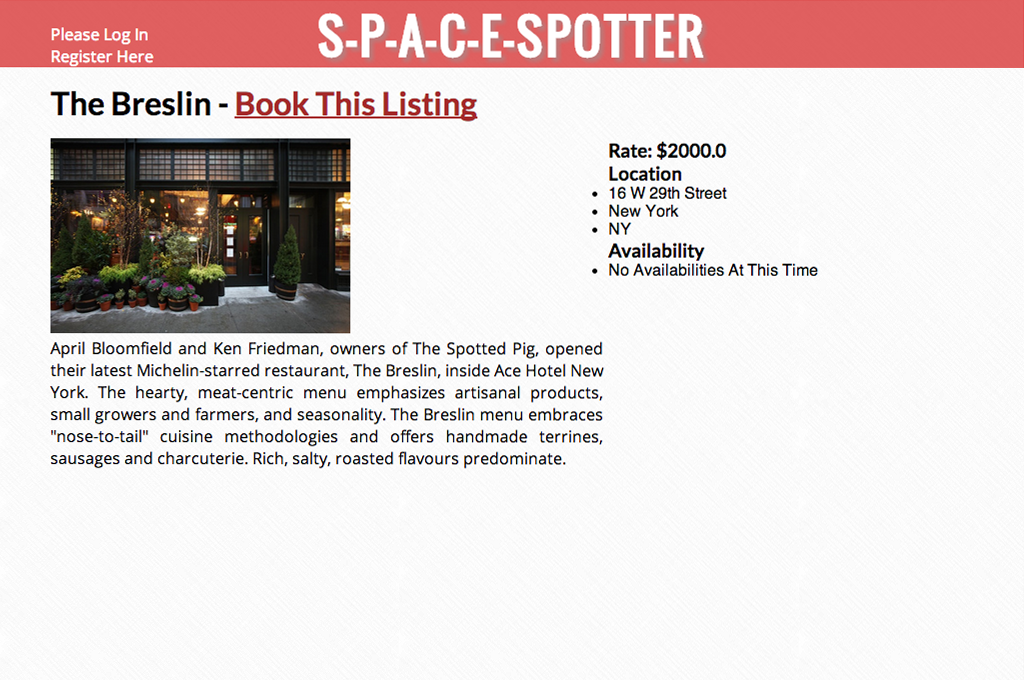 Please Log In
Register Here
S-P-A-C-E-SPOTTER
The Breslin - Book This Listing
Rate: $2000.0
Location
16 W 29th Street
New York
NY
Availability
No Availabilities At This Time
April Bloomfield and Ken Friedman, owners of The Spotted Pig, opened
their latest Michelin-starred restaurant, The Breslin, inside Ace Hotel New
York. The hearty, meat-centric menu emphasizes artisanal products,
small growers and farmers, and seasonality. The Breslin menu embraces
"nose-to-tail" cuisine methodologies and offers handmade terrines,
sausages and charcuterie. Rich, salty, roasted flavours predominate.